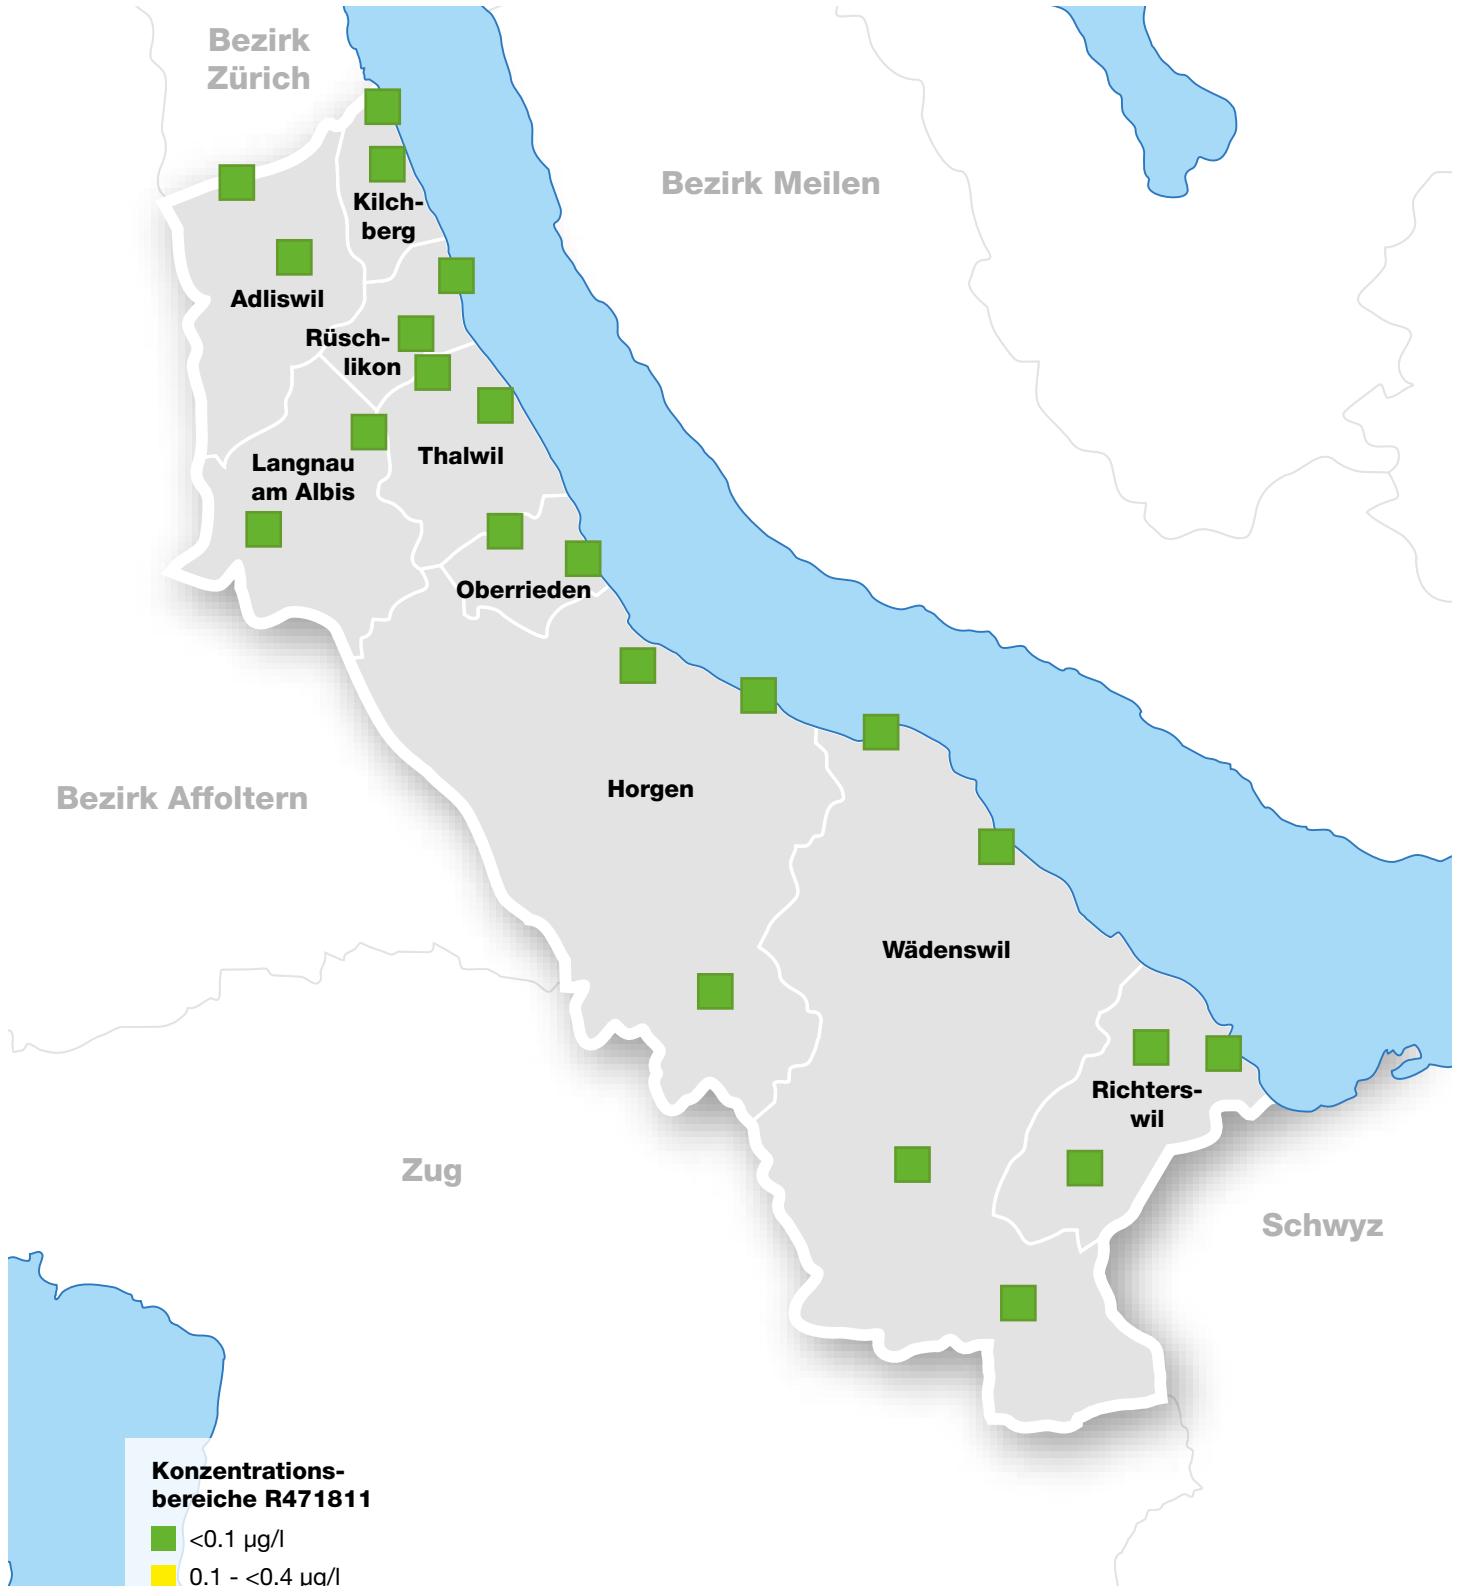 Bezirk
Zürich
Bezirk Meilen
Kilch-
berg
Adliswil
Rüsch-
likon
Thalwil
Langnau
am Albis
Oberrieden
Horgen
Bezirk Affoltern
Wädenswil
Richters-
wil
Zug
Schwyz
Konzentrations-
bereiche R471811
<0.1 µg/l
0.1 - <0.4 µg/l